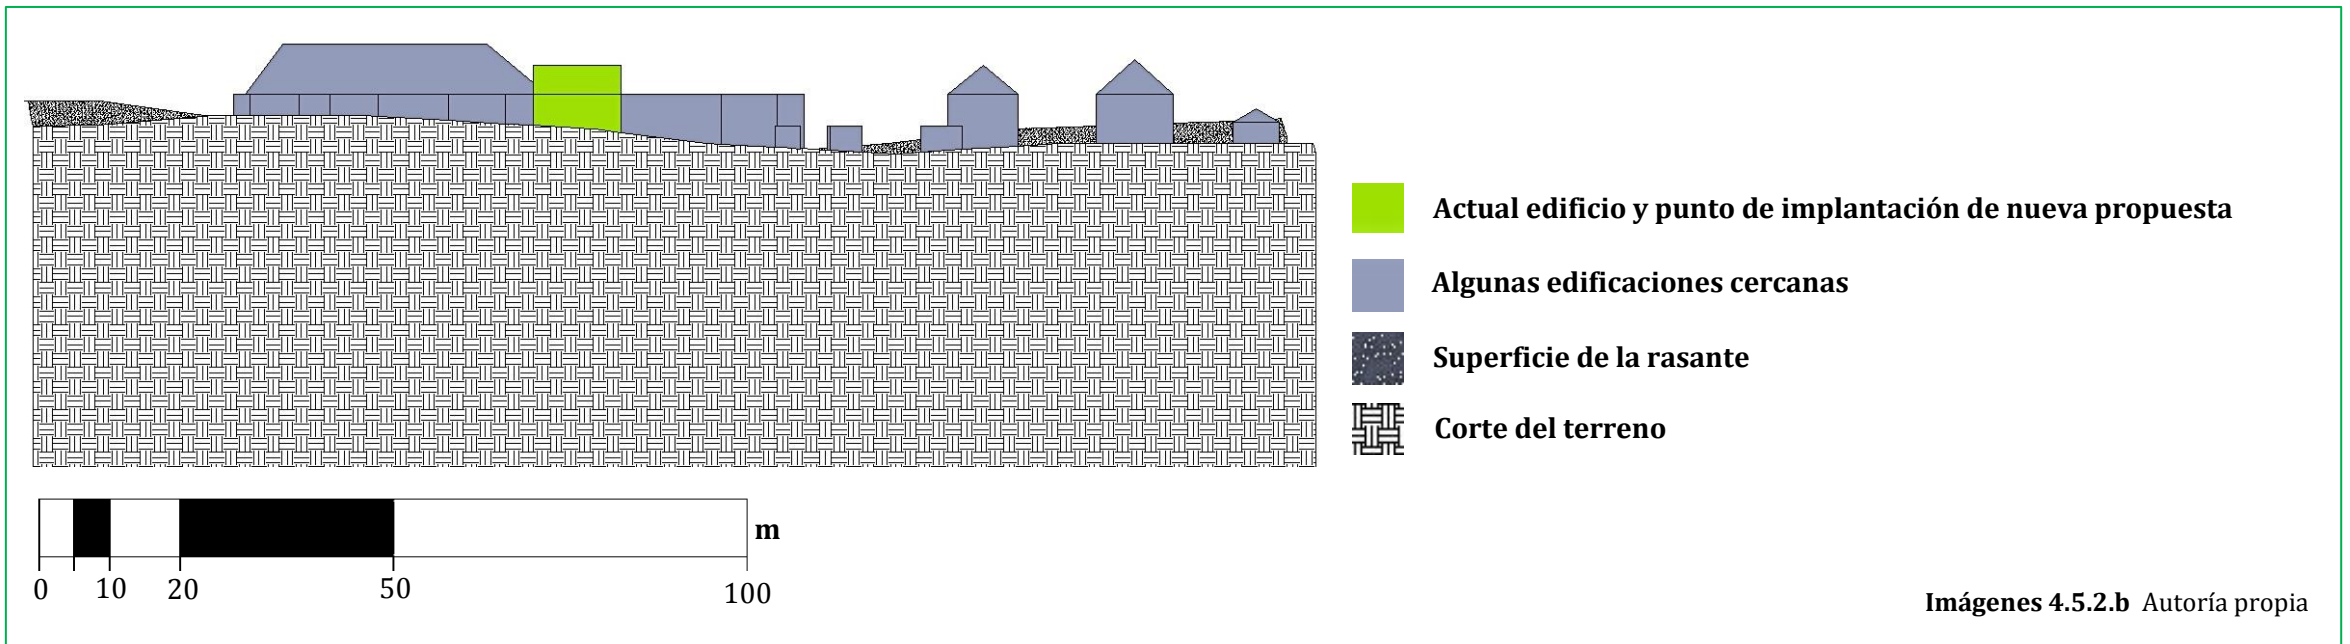 Actual edificio y punto de implantación de nueva propuesta
Algunas edificaciones cercanas
Superficie de la rasante
Corte del terreno
m
0 10 20 50 100
Imágenes 4.5.2.b Autoría propia